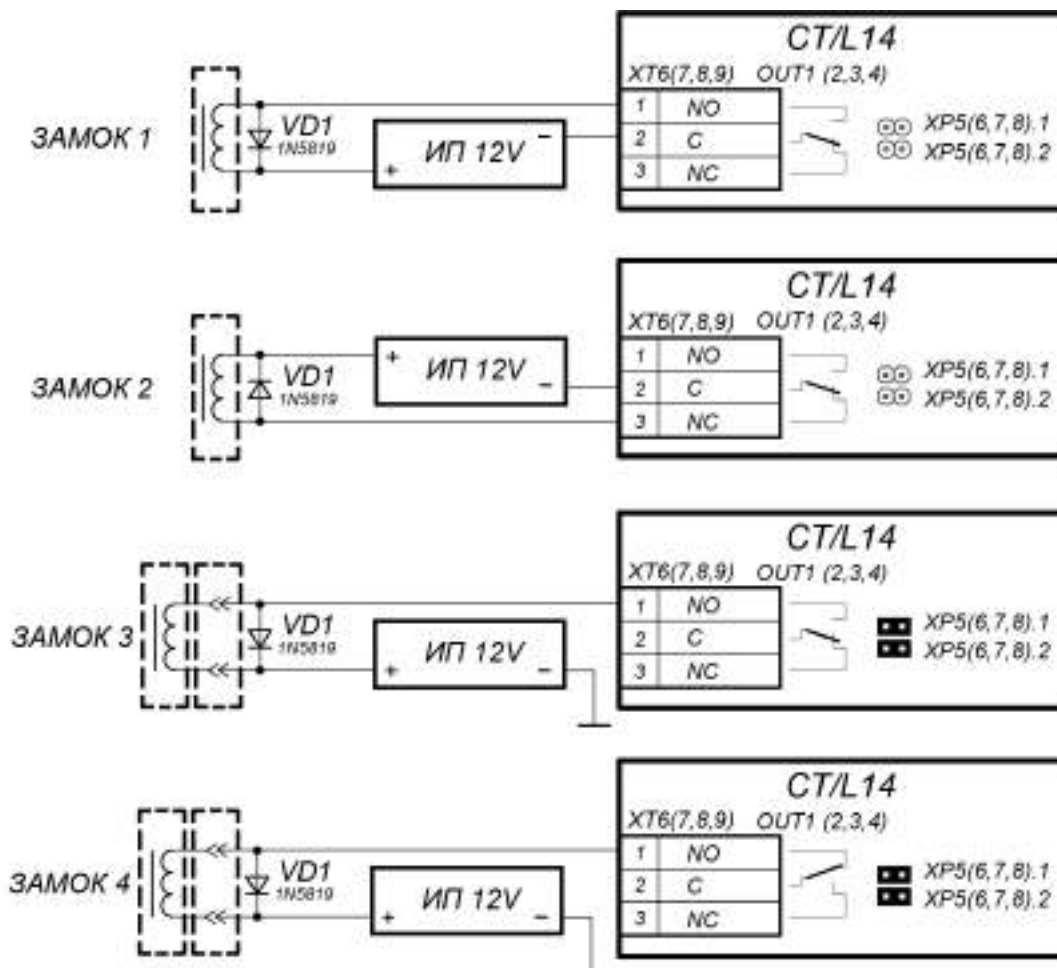 CT/L14
XT6(7,8,9) OUT1 (2,3,4)
ЗАМОК 1
VD1
1N5819
ИП 12V
+
−
1 NO
2 C
3 NC
XP5(6,7,8).1
XP5(6,7,8).2
CT/L14
XT6(7,8,9) OUT1 (2,3,4)
ЗАМОК 2
VD1
1N5819
+
ИП 12V
−
1 NO
2 C
3 NC
XP5(6,7,8).1
XP5(6,7,8).2
CT/L14
XT6(7,8,9) OUT1 (2,3,4)
ЗАМОК 3
VD1
1N5819
+
ИП 12V
−
1 NO
2 C
3 NC
XP5(6,7,8).1
XP5(6,7,8).2
CT/L14
XT6(7,8,9) OUT1 (2,3,4)
ЗАМОК 4
VD1
1N5819
+
ИП 12V
−
1 NO
2 C
3 NC
XP5(6,7,8).1
XP5(6,7,8).2